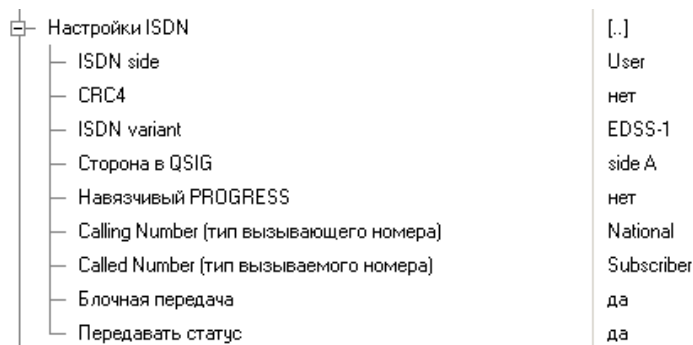 Настройки ISDN [..]
ISDN side User
CRC4 нет
ISDN variant EDSS-1
Сторона в QSIG side A
Навязчивый PROGRESS нет
Calling Number (тип вызывающего номера) National
Called Number (тип вызываемого номера) Subscriber
Блочная передача да
Передавать статус да